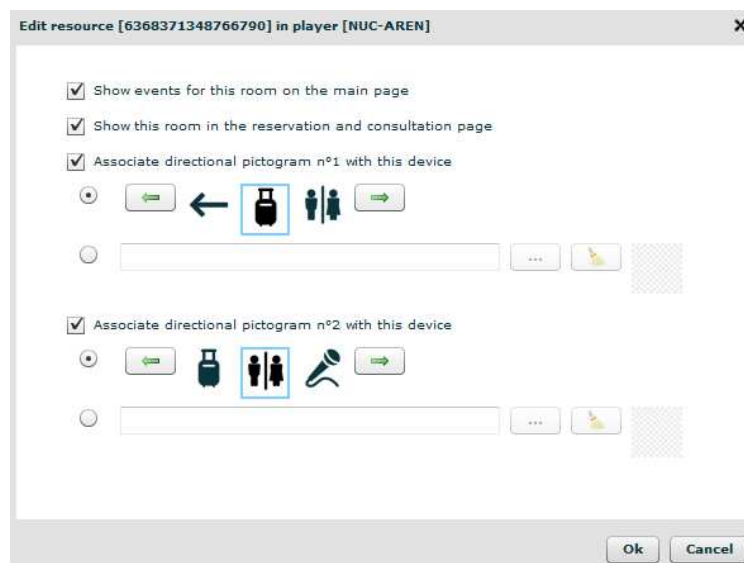 Edit resource [6368371348766790] in player [NUC-AREN]
Show events for this room on the main page
Show this room in the reservation and consultation page
Associate directional pictogram nº1 with this device
...
Associate directional pictogram nº2 with this device
...
Ok Cancel